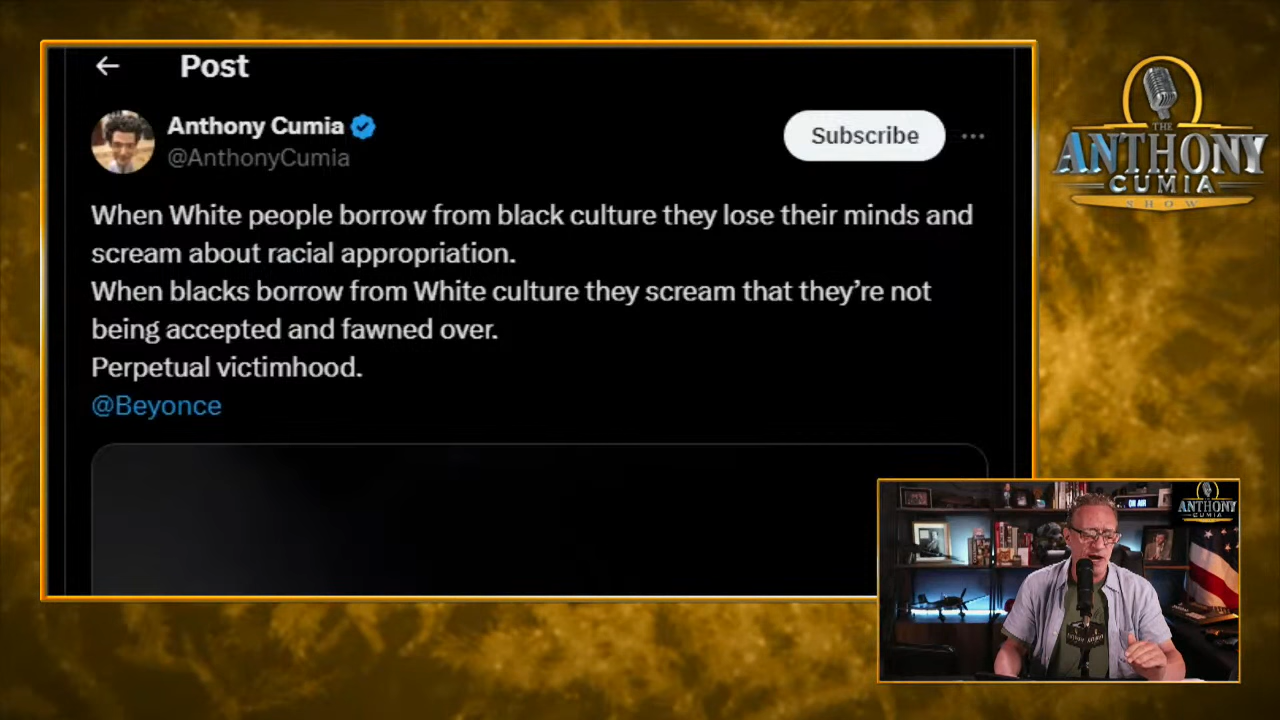 Post
Anthony Cumia
@AnthonyCumia
Subscribe
When White people borrow from black culture they lose their minds and
scream about racial appropriation.
When blacks borrow from White culture they scream that they’re not
being accepted and fawned over.
Perpetual victimhood.
@Beyonce
THE
ANTHONY
CUMIA
SHOW
ON AIR
ANTHONY
CUMIA